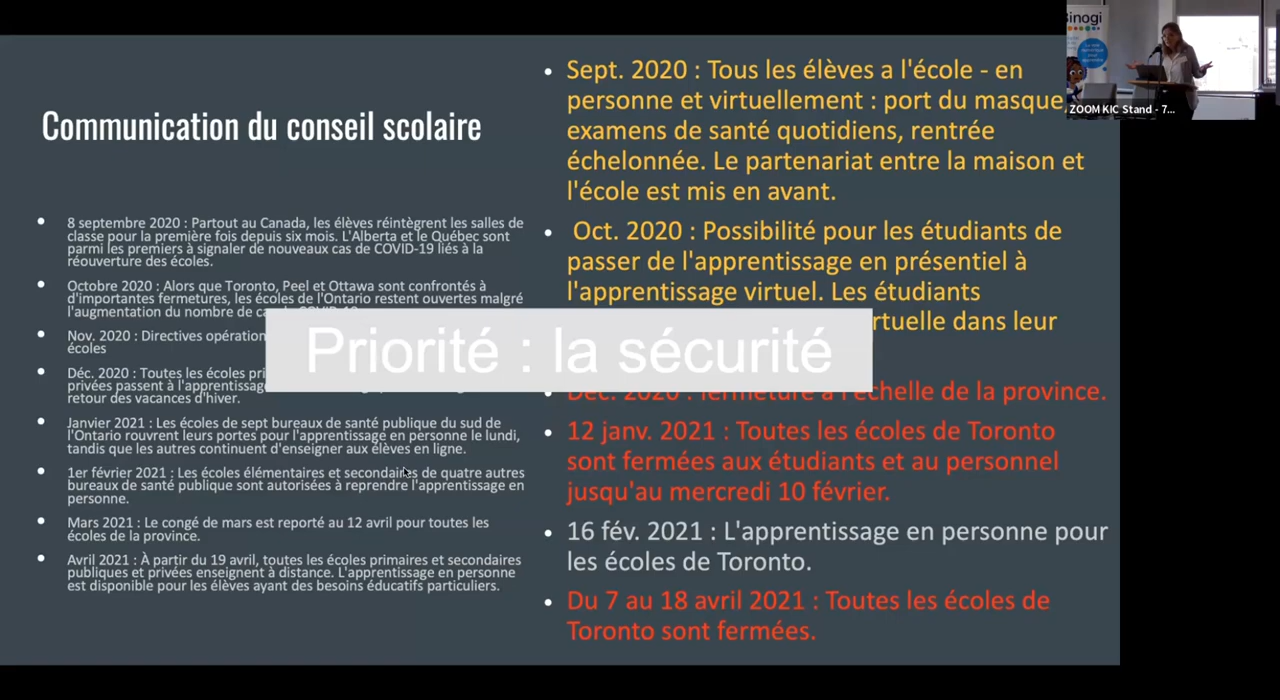 Communication du conseil scolaire
8 septembre 2020 : Partout au Canada, les élèves réintègrent les salles de
classe pour la première fois depuis six mois. L'Alberta et le Québec sont
parmi les premiers à signaler de nouveaux cas de COVID-19 liés à la
réouverture des écoles.
Octobre 2020 : Alors que Toronto, Peel et Ottawa sont confrontés à
d'importantes fermetures, les écoles de l'Ontario restent ouvertes malgré
l'augmentation du nombre de
Nov. 2020 : Directives
écoles
Déc. 2020 : Toutes les écoles
privées passent à l'apprentissage
retour des vacances d'hiver.
Janvier 2021 : Les écoles de sept bureaux de santé publique du sud de
l'Ontario rouvrent leurs portes pour l'apprentissage en personne le lundi,
tandis que les autres continuent d'enseigner aux élèves en ligne.
1er février 2021 : Les écoles élémentaires et secondaires de quatre autres
bureaux de santé publique sont autorisées à reprendre l'apprentissage en
personne.
Mars 2021 : Le congé de mars est reporté au 12 avril pour toutes les
écoles de la province.
Avril 2021 : À partir du 19 avril, toutes les écoles primaires et secondaires
publiques et privées enseignent à distance. L'apprentissage en personne
est disponible pour les élèves ayant des besoins éducatifs particuliers.
Priorité : la sécurité
Sept. 2020 : Tous les élèves a l'école - en
personne et virtuellement : port du masque
examens de santé quotidiens, rentrée
échelonnée. Le partenariat entre la maison et
l'école est mis en avant.
Oct. 2020 : Possibilité pour les étudiants de
passer de l'apprentissage en présentiel à
l'apprentissage virtuel. Les étudiants
dans leur
Déc. 2020 : fermeture à l'échelle de la province.
12 janv. 2021 : Toutes les écoles de Toronto
sont fermées aux étudiants et au personnel
jusqu'au mercredi 10 février.
16 fév. 2021 : L'apprentissage en personne pour
les écoles de Toronto.
Du 7 au 18 avril 2021 : Toutes les écoles de
Toronto sont fermées.
Binogi
ZOOM KIC Stand - 7...